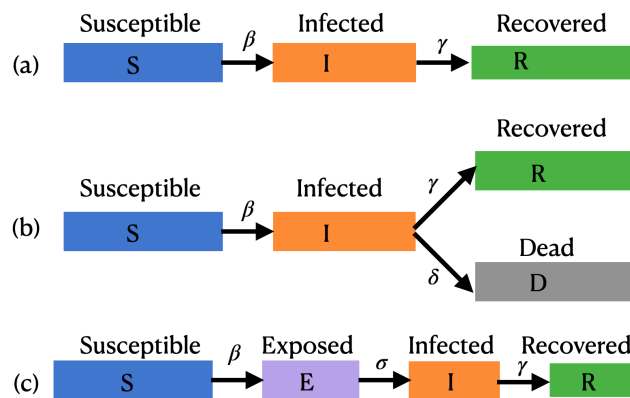 Susceptible Infected Recovered
β γ
(a) S I R
Recovered
R
Susceptible Infected γ
β
(b) S I
Dead
δ D
Susceptible Exposed Infected Recovered
β σ γ
(c) S E I R